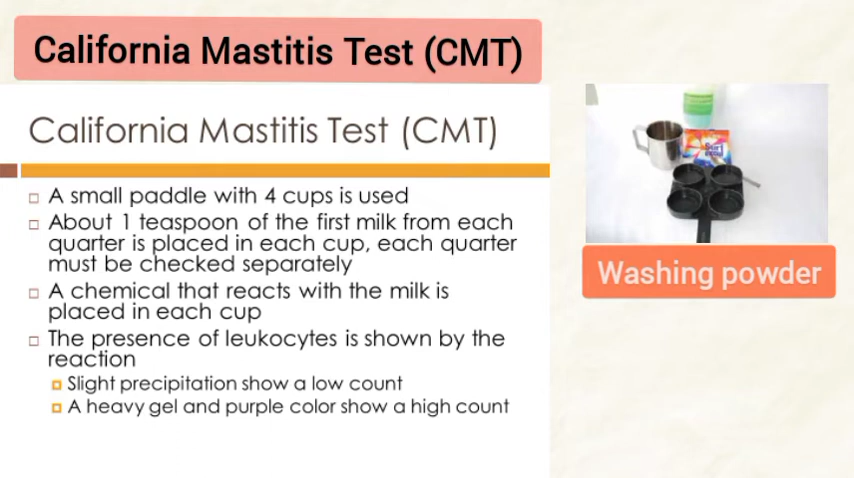 California Mastitis Test (CMT)
California Mastitis Test (CMT)
A small paddle with 4 cups is used
About 1 teaspoon of the first milk from each
quarter is placed in each cup, each quarter
must be checked separately
A chemical that reacts with the milk is
placed in each cup
The presence of leukocytes is shown by the
reaction
Slight precipitation show a low count
A heavy gel and purple color show a high count
Surf
Washing powder